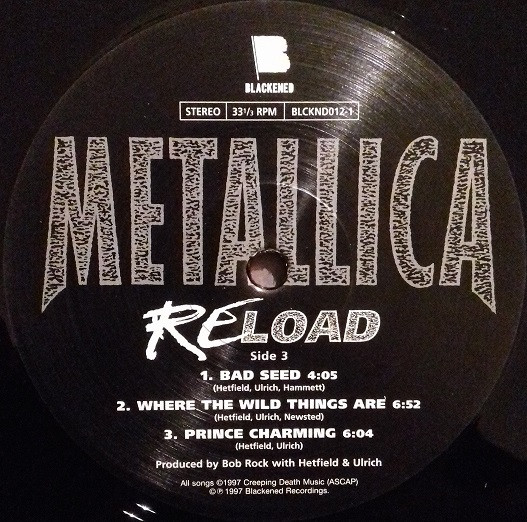 B
BLACKENED
STEREO 33 1/3 RPM BLCKND012-1
METALLICA
RELOAD
Side 3
1. BAD SEED 4:05
(Hetfield, Ulrich, Hammett)
2. WHERE THE WILD THINGS ARE 6:52
(Hetfield, Ulrich, Newsted)
3. PRINCE CHARMING 6:04
(Hetfield, Ulrich)
Produced by Bob Rock with Hetfield & Ulrich
All songs ©1997 Creeping Death Music (ASCAP)
©℗ 1997 Blackened Recordings.